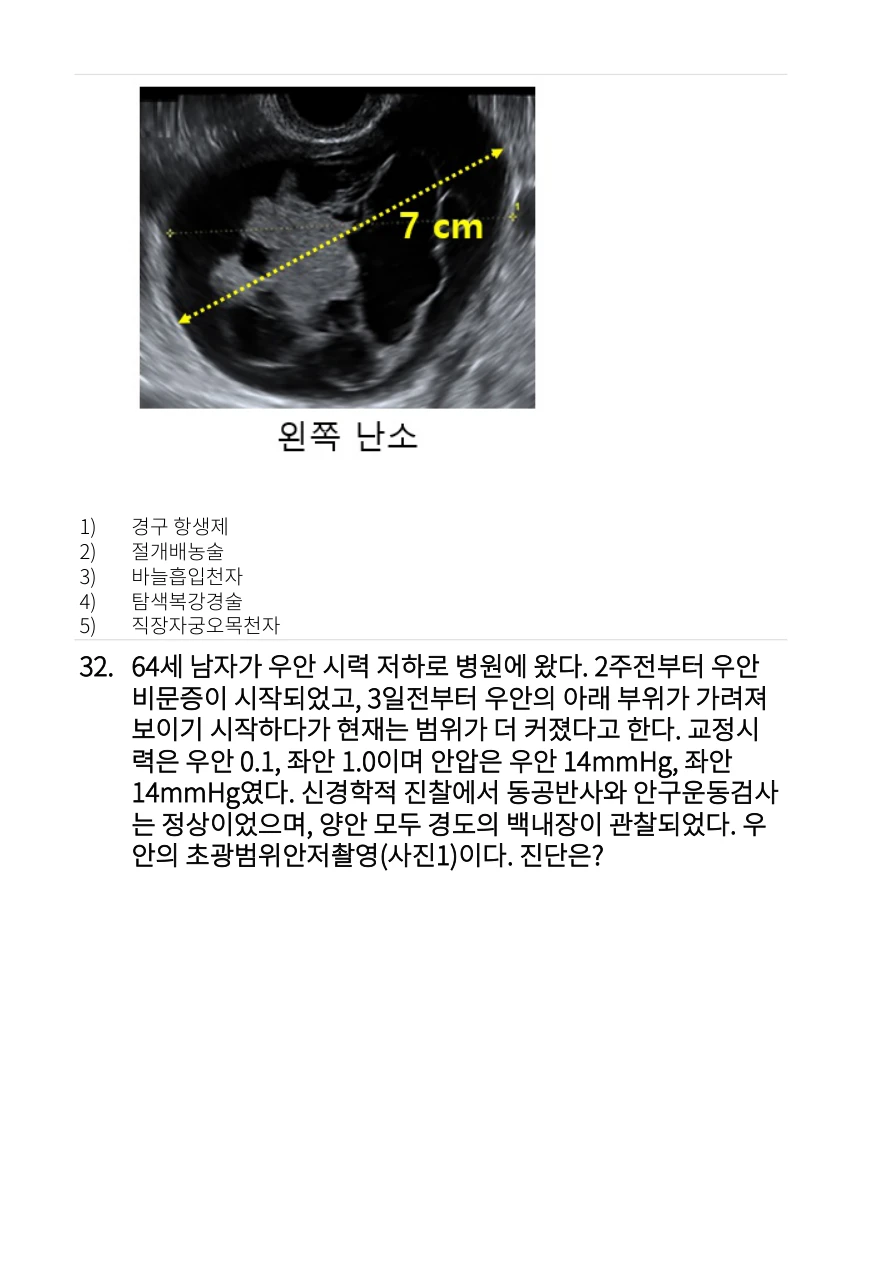 1
7 cm
왼쪽 난소
1) 경구 항생제
2) 절개배농술
3) 바늘흡입천자
4) 탐색복강경술
5) 직장자궁오목천자
32. 64세 남자가 우안 시력 저하로 병원에 왔다. 2주전부터 우안
비문증이 시작되었고, 3일전부터 우안의 아래 부위가 가려져
보이기 시작하다가 현재는 범위가 더 커졌다고 한다. 교정시
력은 우안 0.1, 좌안 1.0이며 안압은 우안 14mmHg, 좌안
14mmHg였다. 신경학적 진찰에서 동공반사와 안구운동검사
는 정상이었으며, 양안 모두 경도의 백내장이 관찰되었다. 우
안의 초광범위안저촬영(사진1)이다. 진단은?